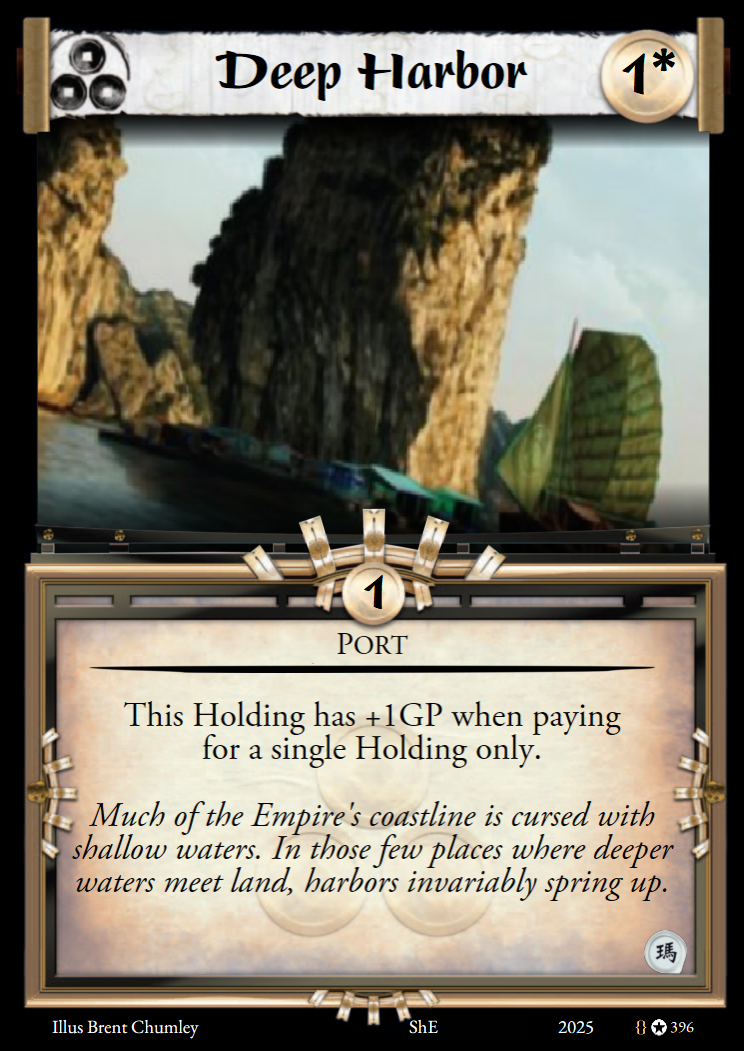 Deep Harbor
1*
1
PORT
This Holding has +1GP when paying
for a single Holding only.
Much of the Empire's coastline is cursed with
shallow waters. In those few places where deeper
waters meet land, harbors invariably spring up.
瑪
Illus Brent Chumley ShE 2025 {} ✪ 396